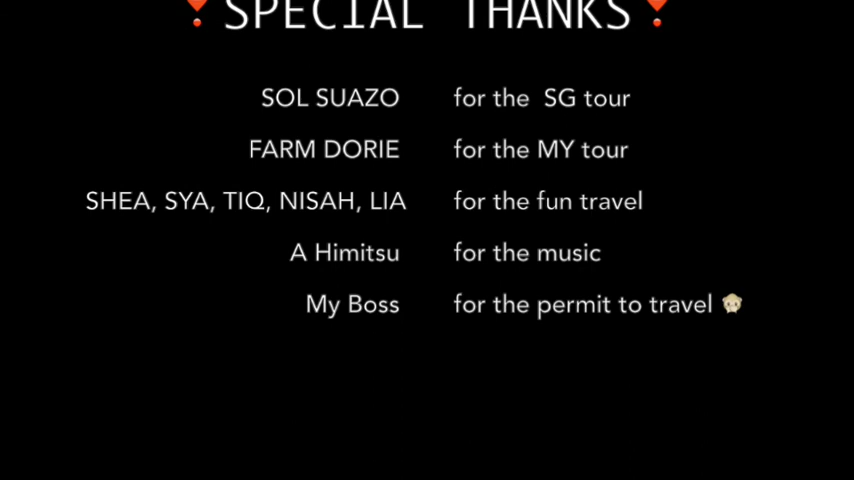 ❣SPECIAL THANKS❣
SOL SUAZO for the SG tour
FARM DORIE for the MY tour
SHEA, SYA, TIQ, NISAH, LIA for the fun travel
A Himitsu for the music
My Boss for the permit to travel 🙊